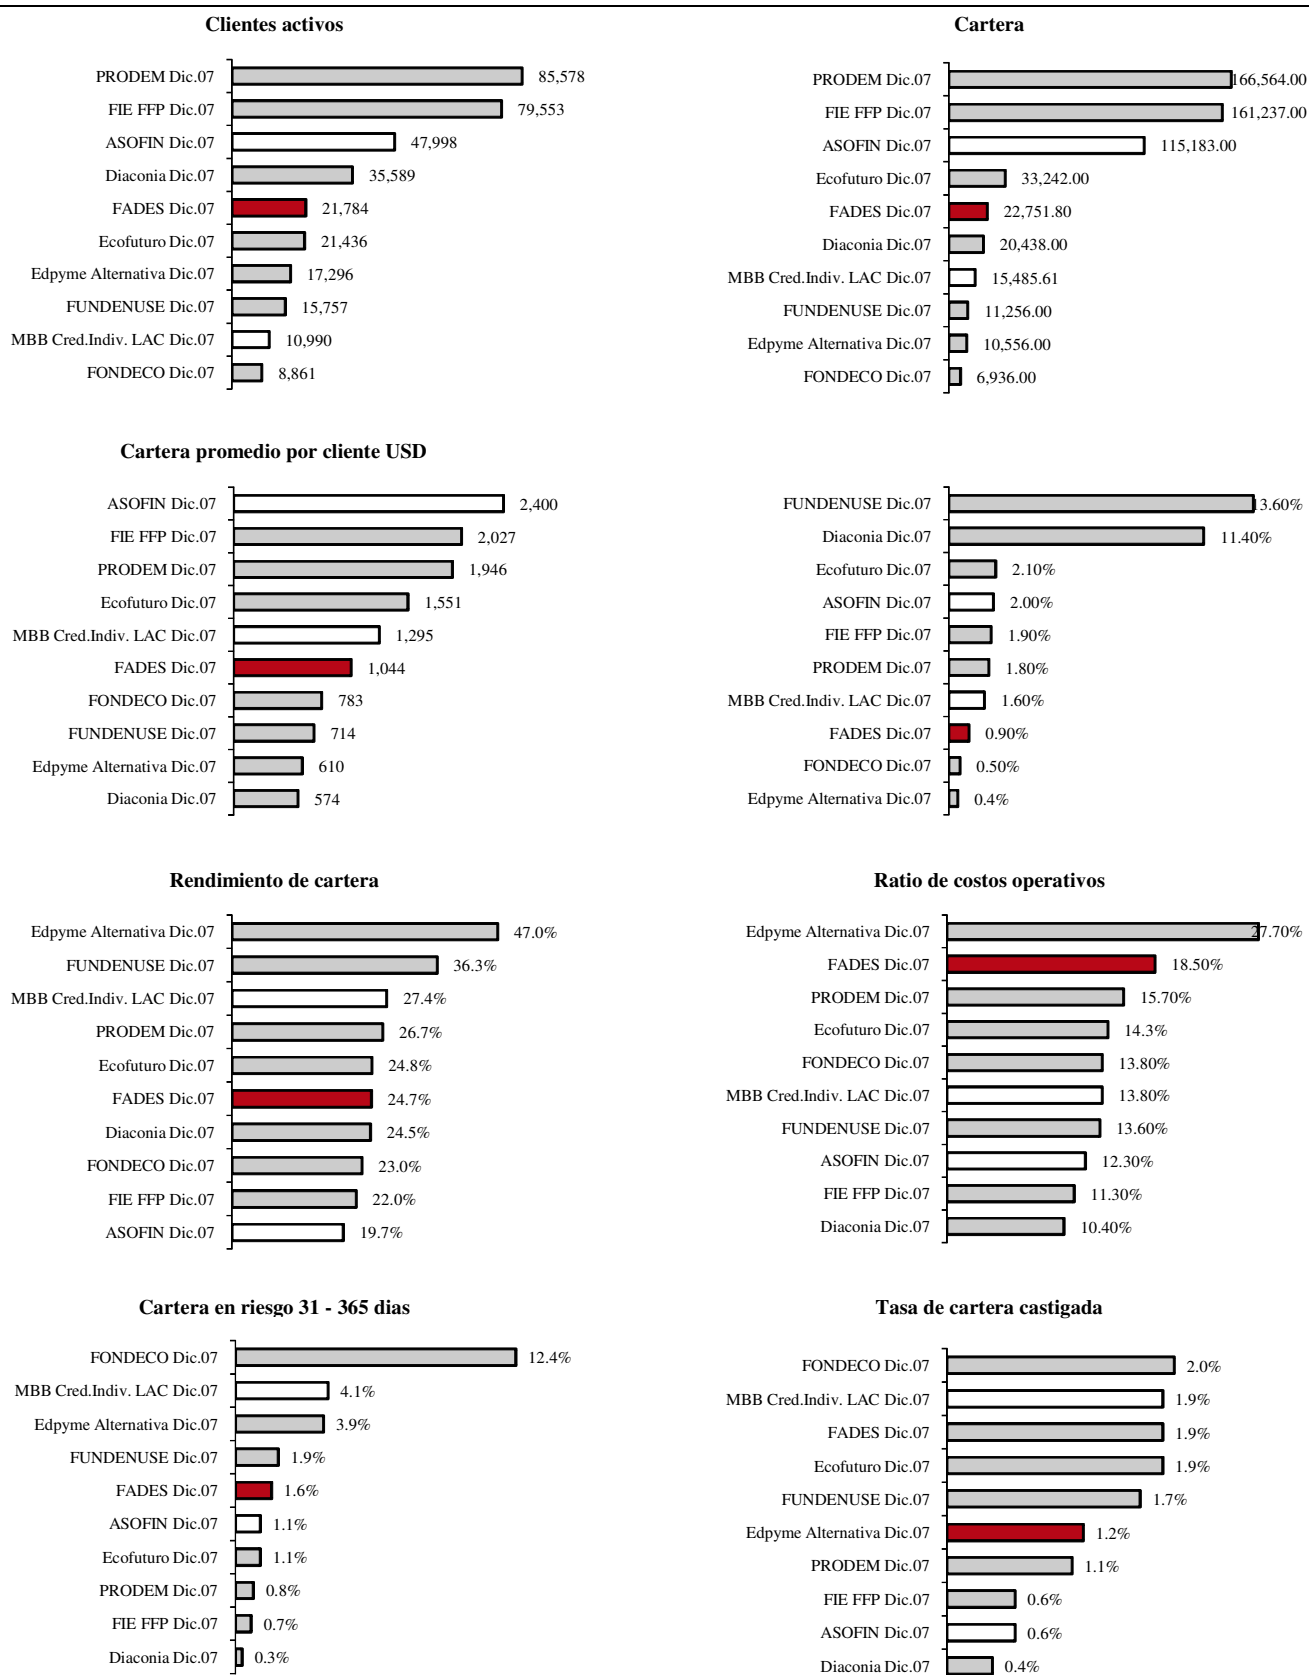 Clientes activos
PRODEM Dic.07 85,578
FIE FFP Dic.07 79,553
ASOFIN Dic.07 47,998
Diaconia Dic.07 35,589
FADES Dic.07 21,784
Ecofuturo Dic.07 21,436
Edpyme Alternativa Dic.07 17,296
FUNDENUSE Dic.07 15,757
MBB Cred.Indiv. LAC Dic.07 10,990
FONDECO Dic.07 8,861
Cartera
PRODEM Dic.07 166,564.00
FIE FFP Dic.07 161,237.00
ASOFIN Dic.07 115,183.00
Ecofuturo Dic.07 33,242.00
FADES Dic.07 22,751.80
Diaconia Dic.07 20,438.00
MBB Cred.Indiv. LAC Dic.07 15,485.61
FUNDENUSE Dic.07 11,256.00
Edpyme Alternativa Dic.07 10,556.00
FONDECO Dic.07 6,936.00
Cartera promedio por cliente USD
ASOFIN Dic.07 2,400
FIE FFP Dic.07 2,027
PRODEM Dic.07 1,946
Ecofuturo Dic.07 1,551
MBB Cred.Indiv. LAC Dic.07 1,295
FADES Dic.07 1,044
FONDECO Dic.07 783
FUNDENUSE Dic.07 714
Edpyme Alternativa Dic.07 610
Diaconia Dic.07 574
FUNDENUSE Dic.07 13.60%
Diaconia Dic.07 11.40%
Ecofuturo Dic.07 2.10%
ASOFIN Dic.07 2.00%
FIE FFP Dic.07 1.90%
PRODEM Dic.07 1.80%
MBB Cred.Indiv. LAC Dic.07 1.60%
FADES Dic.07 0.90%
FONDECO Dic.07 0.50%
Edpyme Alternativa Dic.07 0.4%
Rendimiento de cartera
Edpyme Alternativa Dic.07 47.0%
FUNDENUSE Dic.07 36.3%
MBB Cred.Indiv. LAC Dic.07 27.4%
PRODEM Dic.07 26.7%
Ecofuturo Dic.07 24.8%
FADES Dic.07 24.7%
Diaconia Dic.07 24.5%
FONDECO Dic.07 23.0%
FIE FFP Dic.07 22.0%
ASOFIN Dic.07 19.7%
Ratio de costos operativos
Edpyme Alternativa Dic.07 27.70%
FADES Dic.07 18.50%
PRODEM Dic.07 15.70%
Ecofuturo Dic.07 14.3%
FONDECO Dic.07 13.80%
MBB Cred.Indiv. LAC Dic.07 13.80%
FUNDENUSE Dic.07 13.60%
ASOFIN Dic.07 12.30%
FIE FFP Dic.07 11.30%
Diaconia Dic.07 10.40%
Cartera en riesgo 31 - 365 dias
FONDECO Dic.07 12.4%
MBB Cred.Indiv. LAC Dic.07 4.1%
Edpyme Alternativa Dic.07 3.9%
FUNDENUSE Dic.07 1.9%
FADES Dic.07 1.6%
ASOFIN Dic.07 1.1%
Ecofuturo Dic.07 1.1%
PRODEM Dic.07 0.8%
FIE FFP Dic.07 0.7%
Diaconia Dic.07 0.3%
Tasa de cartera castigada
FONDECO Dic.07 2.0%
MBB Cred.Indiv. LAC Dic.07 1.9%
FADES Dic.07 1.9%
Ecofuturo Dic.07 1.9%
FUNDENUSE Dic.07 1.7%
Edpyme Alternativa Dic.07 1.2%
PRODEM Dic.07 1.1%
FIE FFP Dic.07 0.6%
ASOFIN Dic.07 0.6%
Diaconia Dic.07 0.4%